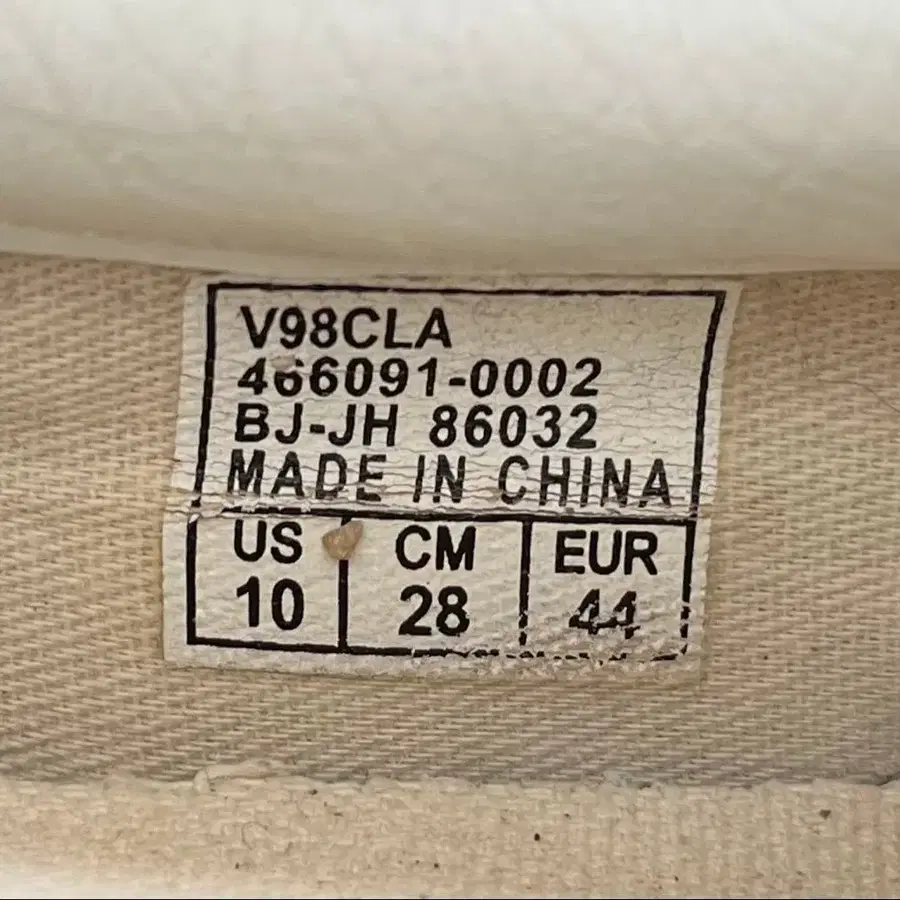 V98CLA
466091-0002
BJ-JH 86032
MADE IN CHINA
US CM EUR
10 28 44